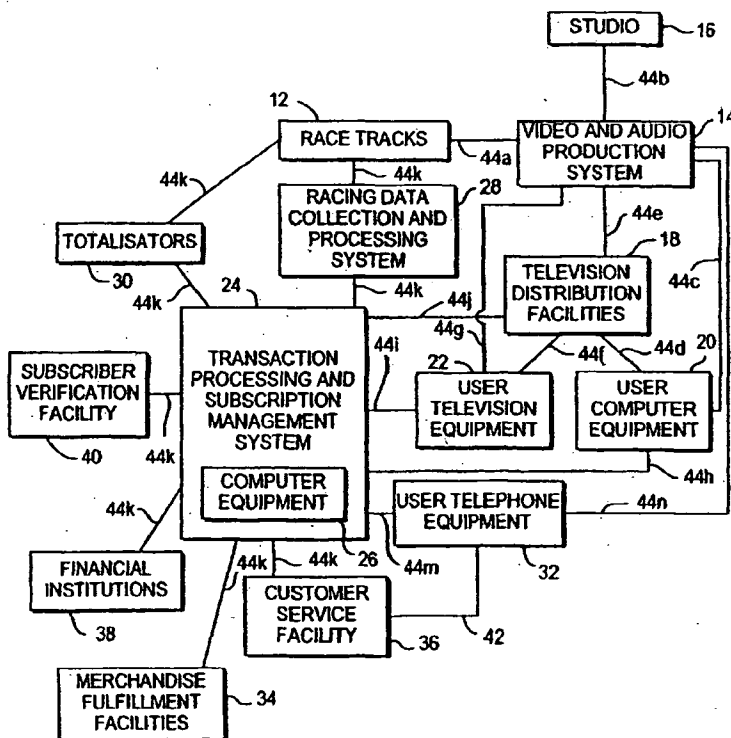 STUDIO
16
44b
12
14
RACE TRACKS
44a
VIDEO AND AUDIO
PRODUCTION
SYSTEM
44k
44k
28
RACING DATA
COLLECTION AND
PROCESSING
SYSTEM
44e
18
TOTALISATORS
30
TELEVISION
DISTRIBUTION
FACILITIES
44c
44k
24
44k
44j
44g
44f
44d
20
SUBSCRIBER
VERIFICATION
FACILITY
40
44k
TRANSACTION
PROCESSING AND
SUBSCRIPTION
MANAGEMENT
SYSTEM
44i
22
USER
TELEVISION
EQUIPMENT
USER
COMPUTER
EQUIPMENT
44h
COMPUTER
EQUIPMENT
26
44k
USER TELEPHONE
EQUIPMENT
44n
44m
32
FINANCIAL
INSTITUTIONS
38
44k
44k
CUSTOMER
SERVICE
FACILITY
36
42
MERCHANDISE
FULFILLMENT
FACILITIES
34